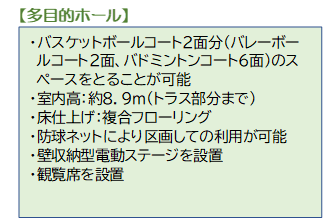 【多目的ホール】
・バスケットボールコート2面分（バレーボー
ルコート2面、バドミントンコート6面）のス
ペースをとることが可能
・室内高：約8．9m（トラス部分まで）
・床仕上げ：複合フローリング
・防球ネットにより区画しての利用が可能
・壁収納型電動ステージを設置
・観覧席を設置